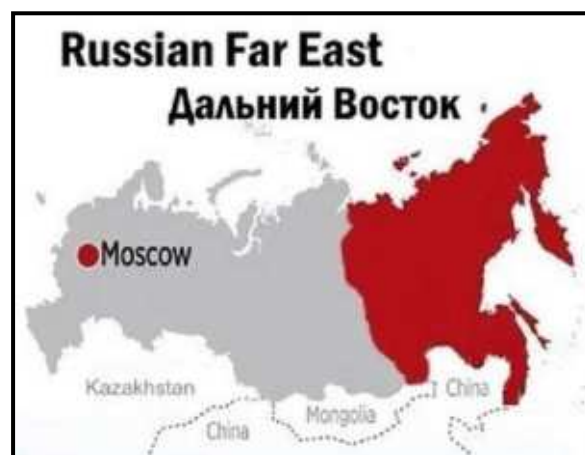 Russian Far East
Дальний Восток
Moscow
Kazakhstan
China
China
Mongolia